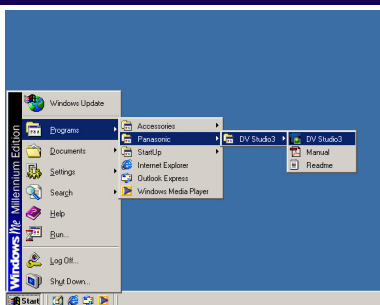 Windows Update
Programs
Documents
Settings
Search
Help
Run...
Log Off...
Shut Down...
Windows Me Millennium Edition
Accessories
Panasonic
StartUp
Internet Explorer
Outlook Express
Windows Media Player
DV Studio3
DV Studio3
Manual
Readme
Start